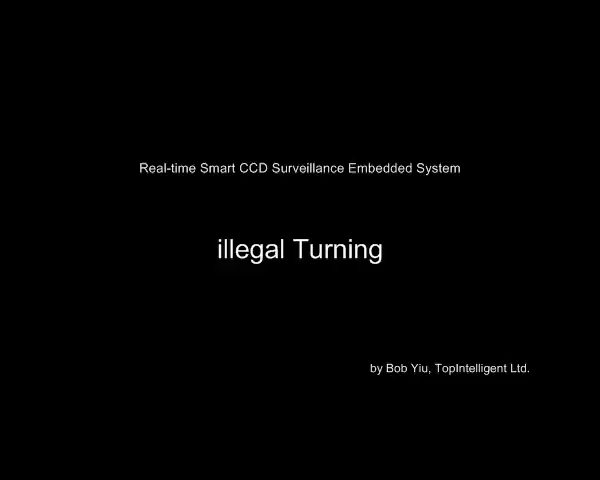 Real-time Smart CCD Surveillance Embedded System
illegal Turning
by Bob Yiu, TopIntelligent Ltd.